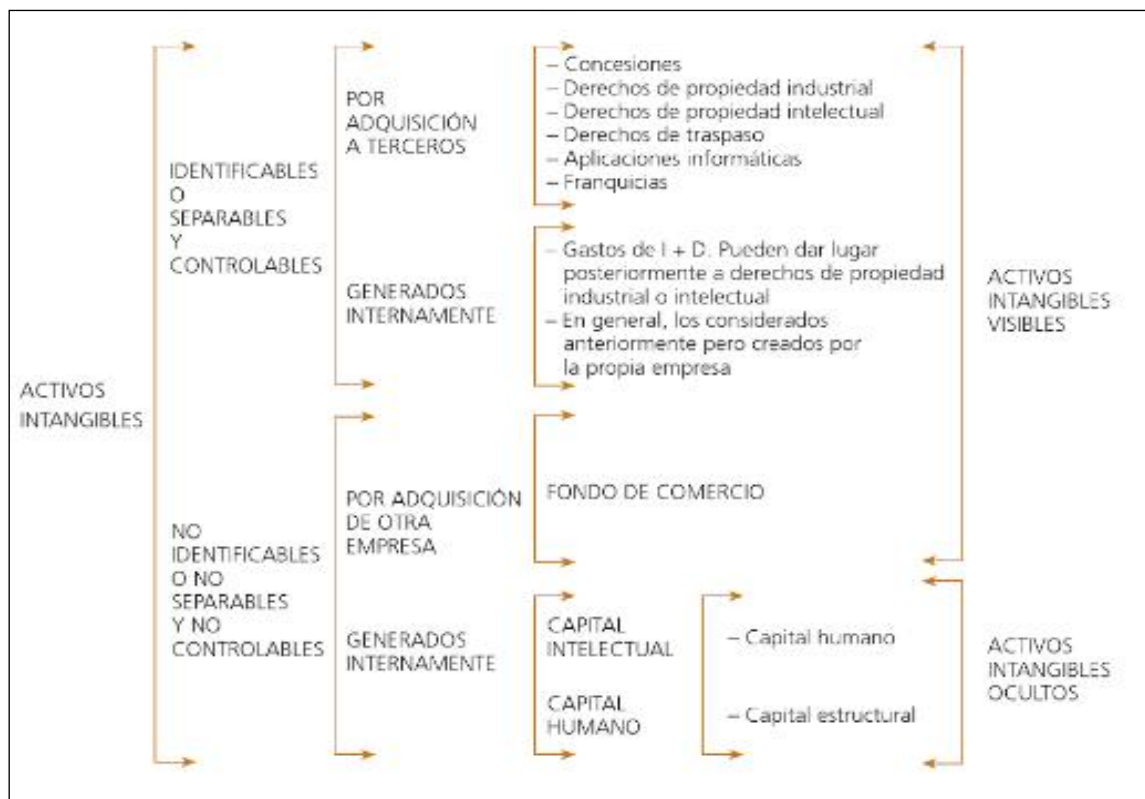 ACTIVOS
INTANGIBLES
IDENTIFICABLES
O
SEPARABLES
Y
CONTROLABLES
POR
ADQUISICIÓN
A TERCEROS
– Concesiones
– Derechos de propiedad industrial
– Derechos de propiedad intelectual
– Derechos de traspaso
– Aplicaciones informáticas
– Franquicias
GENERADOS
INTERNAMENTE
– Gastos de I + D. Pueden dar lugar
posteriormente a derechos de propiedad
industrial o intelectual
– En general, los considerados
anteriormente pero creados por
la propia empresa
ACTIVOS
INTANGIBLES
VISIBLES
NO
IDENTIFICABLES
O NO
SEPARABLES
Y NO
CONTROLABLES
POR ADQUISICIÓN
DE OTRA
EMPRESA
FONDO DE COMERCIO
GENERADOS
INTERNAMENTE
CAPITAL
INTELECTUAL
CAPITAL
HUMANO
– Capital humano
– Capital estructural
ACTIVOS
INTANGIBLES
OCULTOS